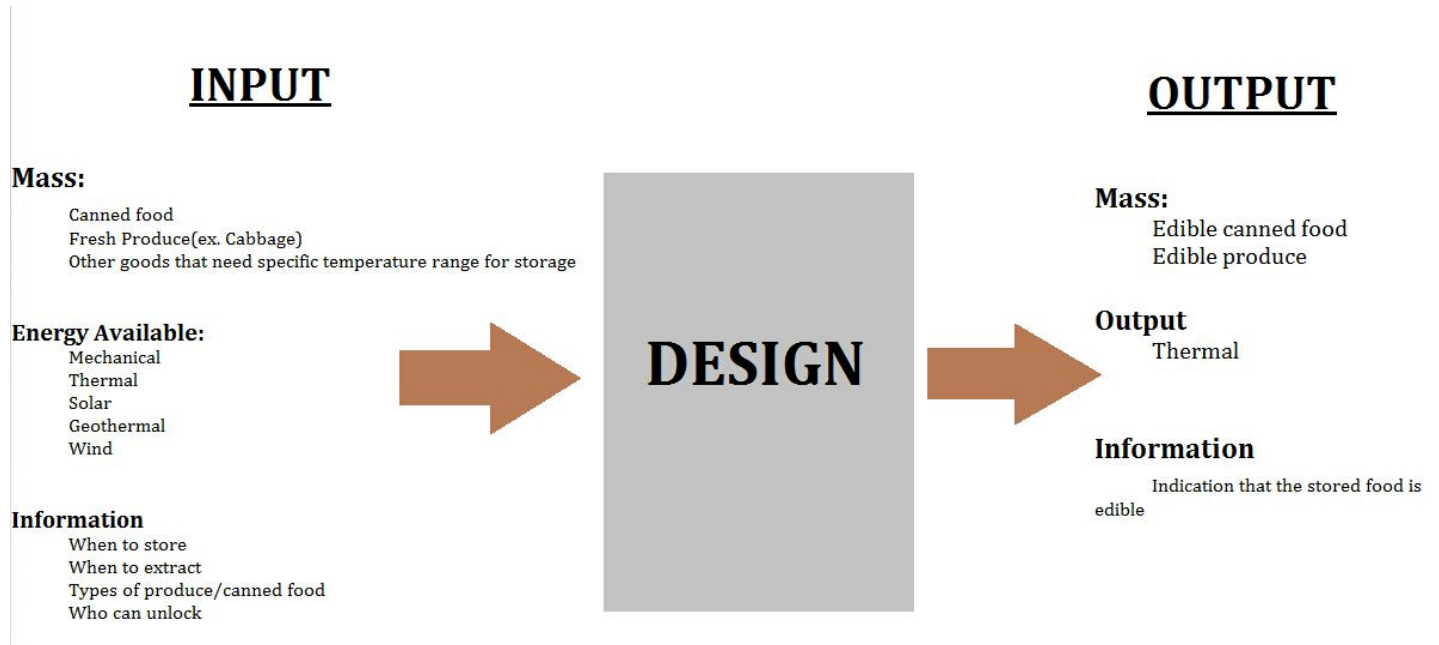 INPUT
Mass:
Canned food
Fresh Produce(ex. Cabbage)
Other goods that need specific temperature range for storage
Energy Available:
Mechanical
Thermal
Solar
Geothermal
Wind
Information
When to store
When to extract
Types of produce/canned food
Who can unlock
DESIGN
OUTPUT
Mass:
Edible canned food
Edible produce
Output
Thermal
Information
Indication that the stored food is
edible